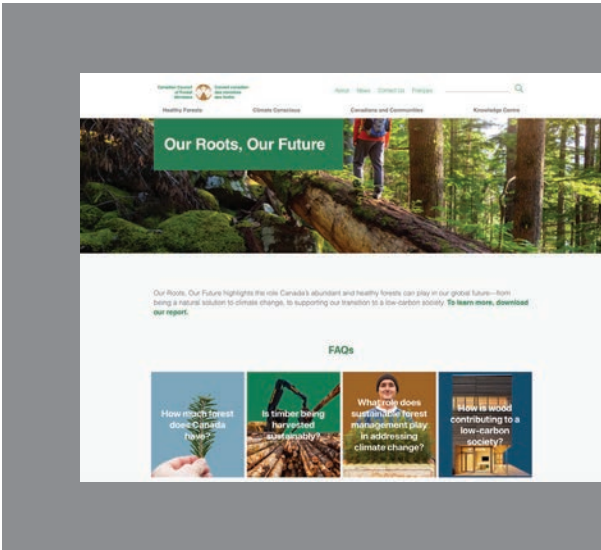 Canadian Council
of Forest
Ministers
Conseil canadien
des ministres
des forêts
About News Contact Us Français
Healthy Forests Climate Conscious Canadians and Communities Knowledge Centre
Our Roots, Our Future
Our Roots, Our Future highlights the role Canada's abundant and healthy forests can play in our global future—from
being a natural solution to climate change, to supporting our transition to a low-carbon society. To learn more, download
our report.
FAQs
How much forest
does Canada
have?
Is timber being
harvested
sustainably?
What role does
sustainable forest
management play
in addressing
climate change?
How is wood
contributing to a
low-carbon
society?